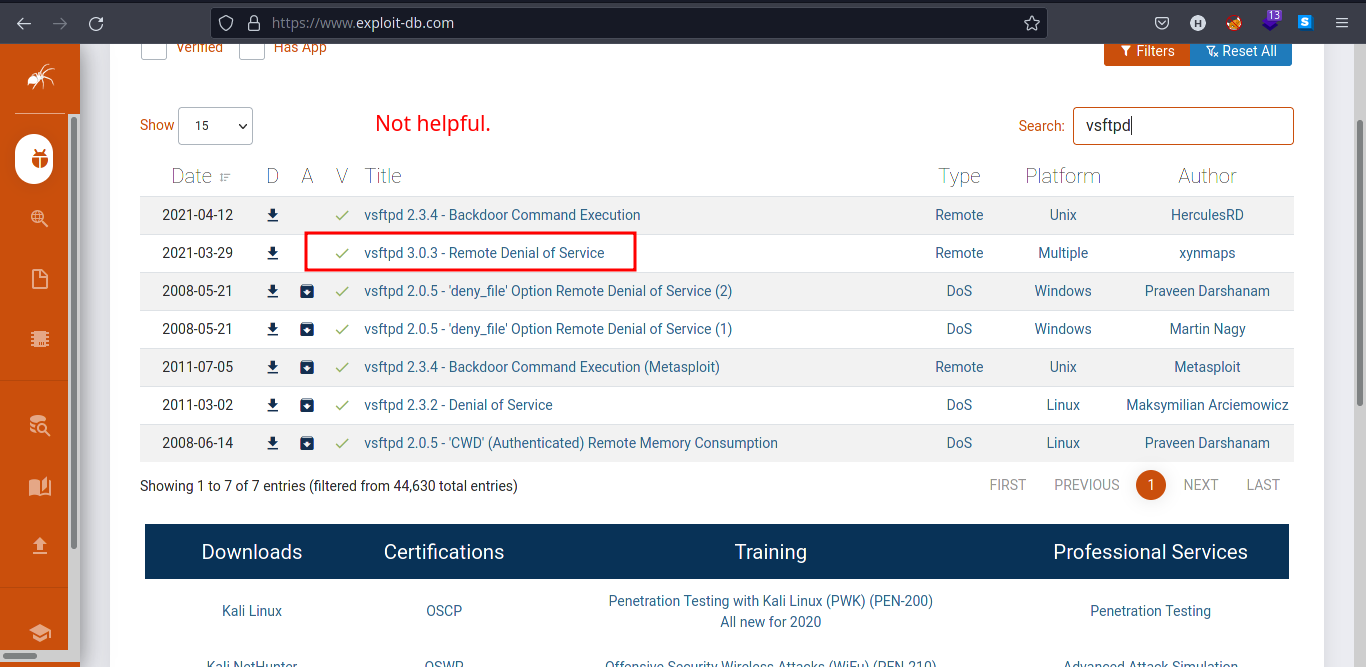 https://www.exploit-db.com
13
H
S
Verified Has App
Filters Reset All
Show 15
Not helpful.
Search: vsftpd
Date D A V Title Type Platform Author
2021-04-12 vsftpd 2.3.4 - Backdoor Command Execution Remote Unix HerculesRD
2021-03-29 vsftpd 3.0.3 - Remote Denial of Service Remote Multiple xynmaps
2008-05-21 vsftpd 2.0.5 - 'deny_file' Option Remote Denial of Service (2) DoS Windows Praveen Darshanam
2008-05-21 vsftpd 2.0.5 - 'deny_file' Option Remote Denial of Service (1) DoS Windows Martin Nagy
2011-07-05 vsftpd 2.3.4 - Backdoor Command Execution (Metasploit) Remote Unix Metasploit
2011-03-02 vsftpd 2.3.2 - Denial of Service DoS Linux Maksymilian Arciemowicz
2008-06-14 vsftpd 2.0.5 - 'CWD' (Authenticated) Remote Memory Consumption DoS Linux Praveen Darshanam
Showing 1 to 7 of 7 entries (filtered from 44,630 total entries) FIRST PREVIOUS 1 NEXT LAST
Downloads Certifications Training Professional Services
Kali Linux OSCP Penetration Testing with Kali Linux (PWK) (PEN-200) Penetration Testing
All new for 2020
Kali NetHunter OSWP Offensive Security Wireless Attacks (WiFu) (PEN-210) Advanced Attack Simulation